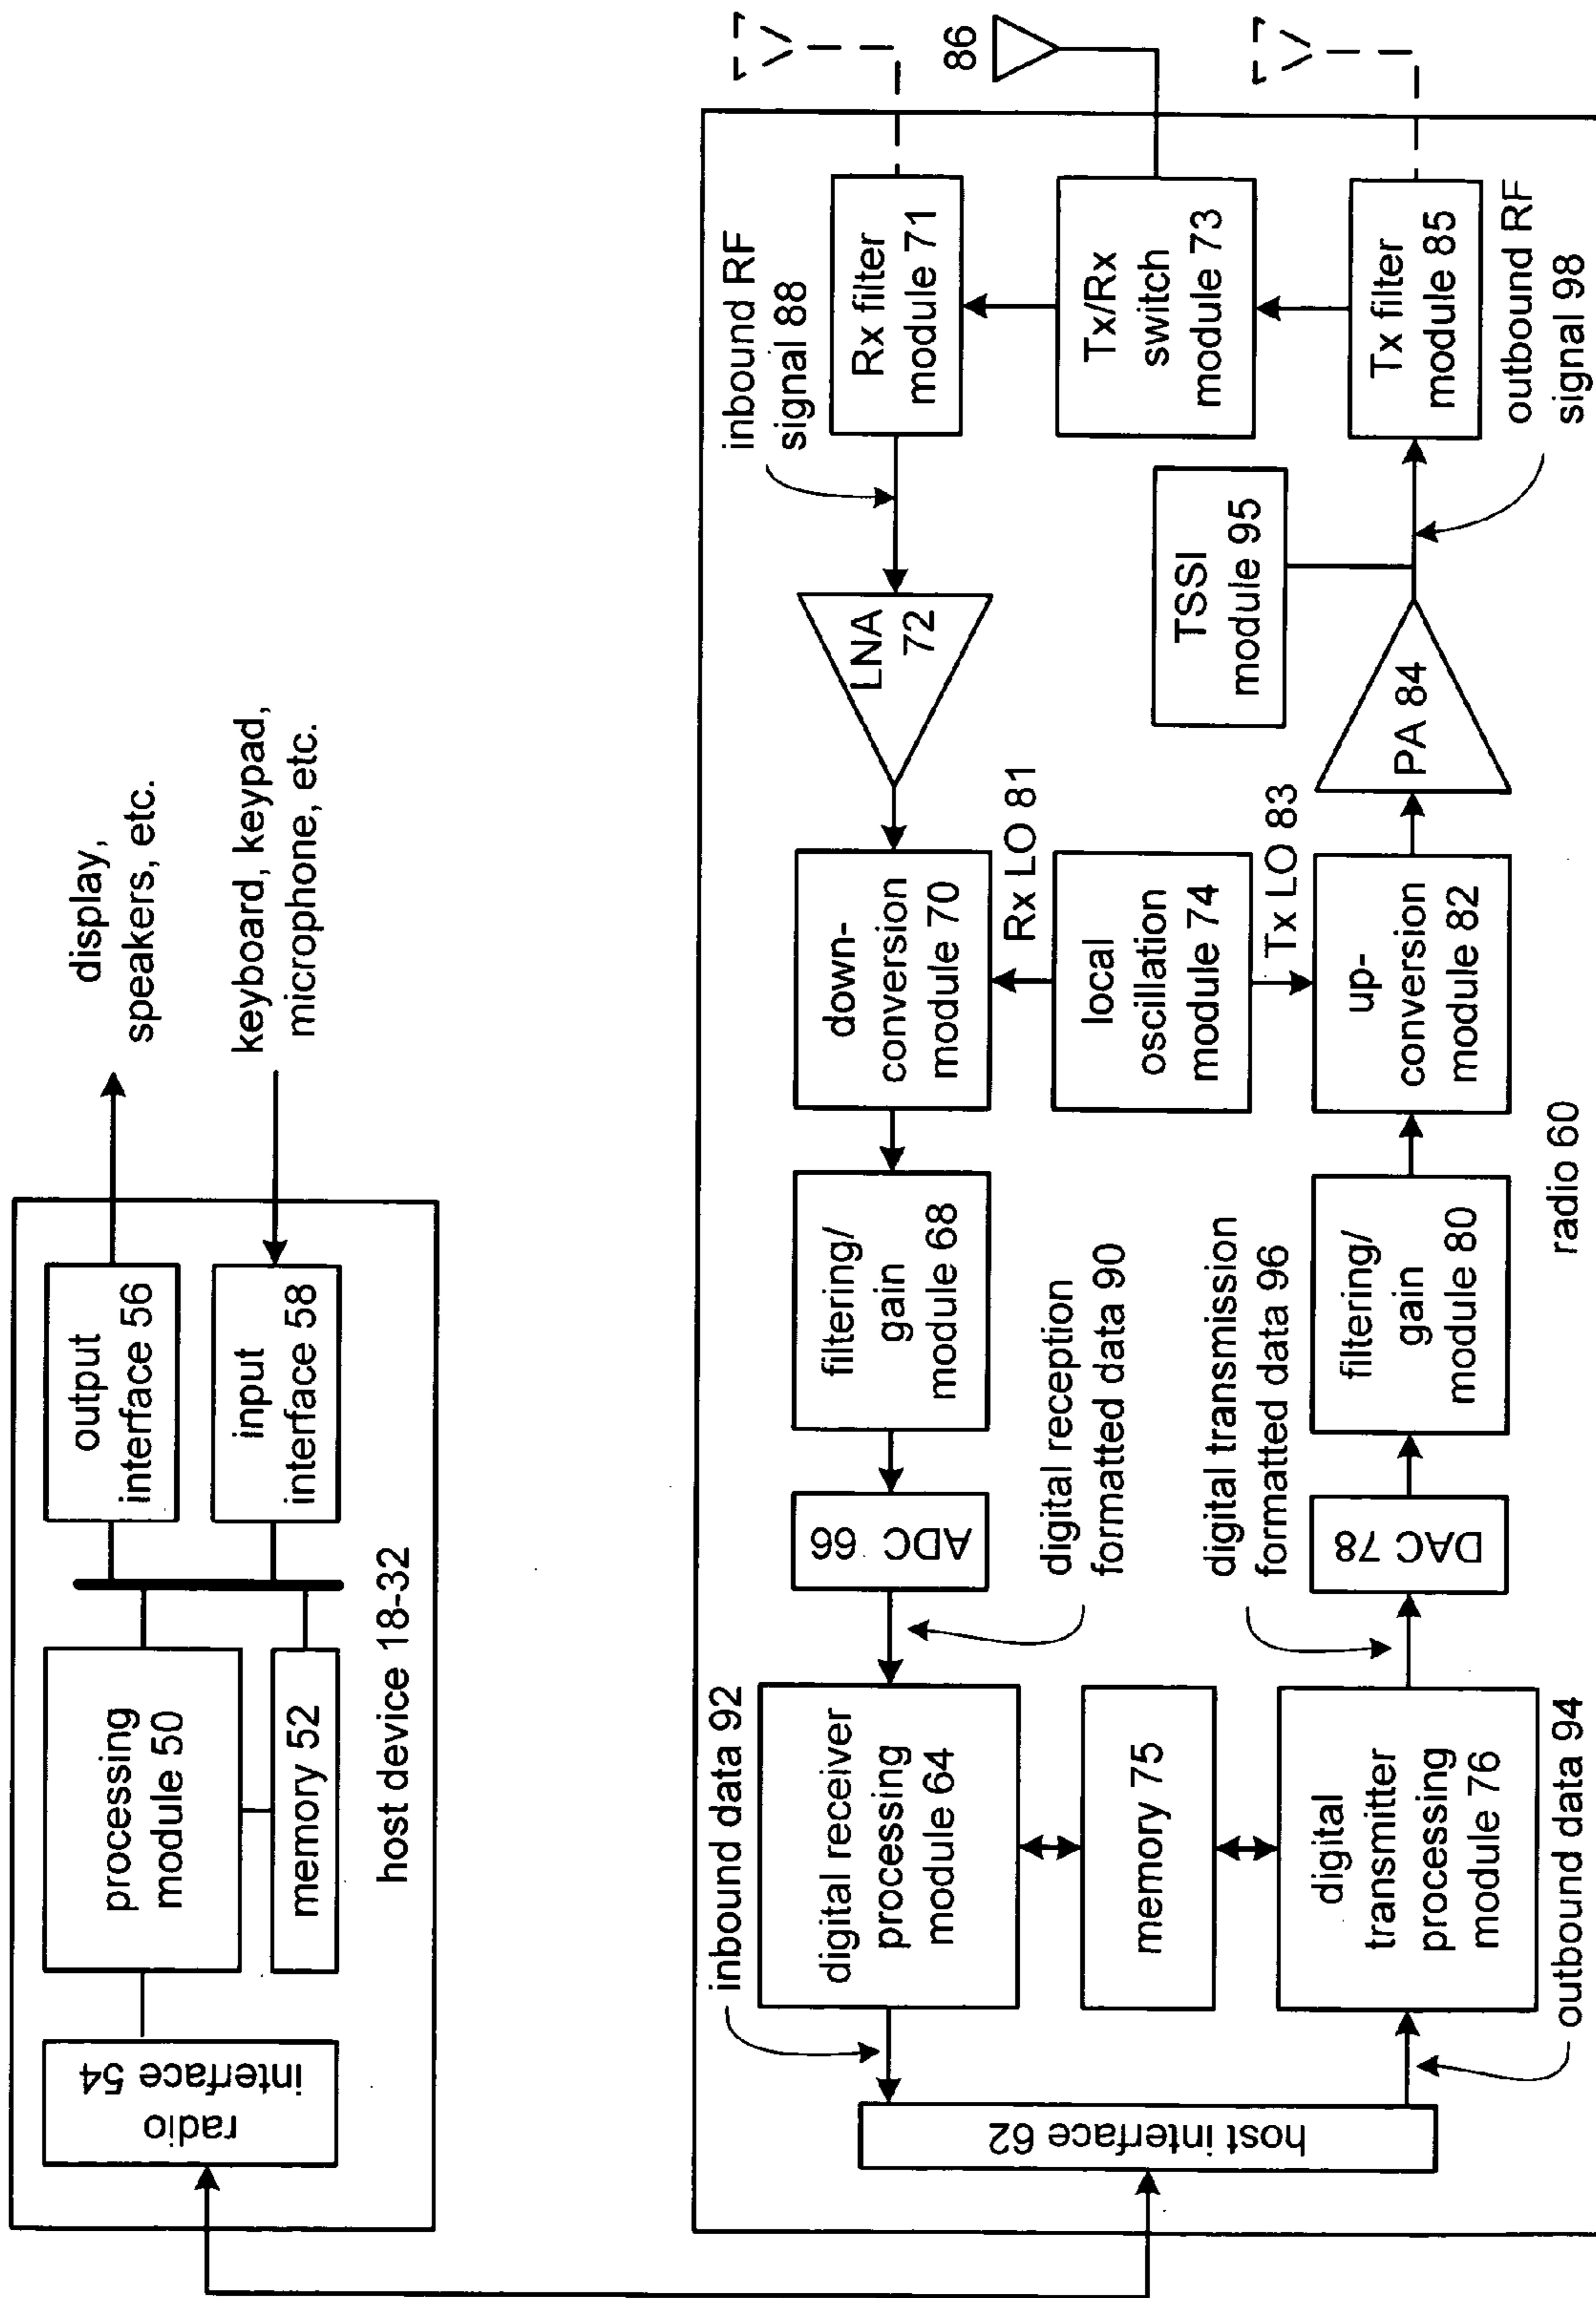 display,
speakers, etc.
keyboard, keypad,
microphone, etc.
output
interface 56
input
interface 58
processing
module 50
memory 52
radio
interface 54
host device 18-32
86
inbound RF
signal 88
Rx filter
module 71
Tx/Rx
switch
module 73
Tx filter
module 85
outbound RF
signal 98
LNA
72
TSSI
module 95
PA 84
down-
conversion
module 70
Rx LO 81
local
oscillation
module 74
Tx LO 83
up-
conversion
module 82
filtering/
gain
module 68
digital reception
formatted data 90
digital transmission
formatted data 96
filtering/
gain
module 80
radio 60
ADC 66
DAC 78
inbound data 92
digital receiver
processing
module 64
memory 75
digital
transmitter
processing
module 76
outbound data 94
host interface 62